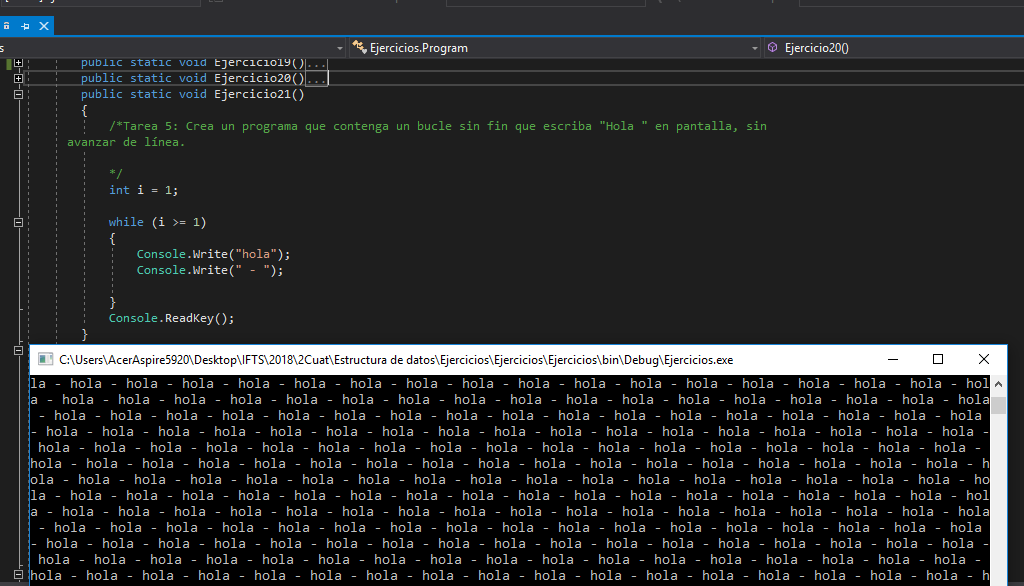 s Ejercicios.Program Ejercicio20()
public static void Ejercicio19()...
public static void Ejercicio20()...
public static void Ejercicio21()
{
/*Tarea 5: Crea un programa que contenga un bucle sin fin que escriba "Hola " en pantalla, sin
avanzar de línea.
*/
int i = 1;
while (i >= 1)
{
Console.Write("hola");
Console.Write(" - ");
}
Console.ReadKey();
}
C:\Users\AcerAspire5920\Desktop\IFTS\2018\2Cuat\Estructura de datos\Ejercicios\Ejercicios\Ejercicios\bin\Debug\Ejercicios.exe
la - hola - hola - hola - hola - hola - hola - hola - hola - hola - hola - hola - hola - hola - hola - hola - hola - hol
a - hola - hola - hola - hola - hola - hola - hola - hola - hola - hola - hola - hola - hola - hola - hola - hola - hola
 - hola - hola - hola - hola - hola - hola - hola - hola - hola - hola - hola - hola - hola - hola - hola - hola - hola
- hola - hola - hola - hola - hola - hola - hola - hola - hola - hola - hola - hola - hola - hola - hola - hola - hola -
 hola - hola - hola - hola - hola - hola - hola - hola - hola - hola - hola - hola - hola - hola - hola - hola - hola -
hola - hola - hola - hola - hola - hola - hola - hola - hola - hola - hola - hola - hola - hola - hola - hola - hola - h
ola - hola - hola - hola - hola - hola - hola - hola - hola - hola - hola - hola - hola - hola - hola - hola - hola - ho
la - hola - hola - hola - hola - hola - hola - hola - hola - hola - hola - hola - hola - hola - hola - hola - hola - hol
a - hola - hola - hola - hola - hola - hola - hola - hola - hola - hola - hola - hola - hola - hola - hola - hola - hola
 - hola - hola - hola - hola - hola - hola - hola - hola - hola - hola - hola - hola - hola - hola - hola - hola - hola
- hola - hola - hola - hola - hola - hola - hola - hola - hola - hola - hola - hola - hola - hola - hola - hola - hola -
 hola - hola - hola - hola - hola - hola - hola - hola - hola - hola - hola - hola - hola - hola - hola - hola - hola -
hola - hola - hola - hola - hola - hola - hola - hola - hola - hola - hola - hola - hola - hola - hola - hola - hola - h